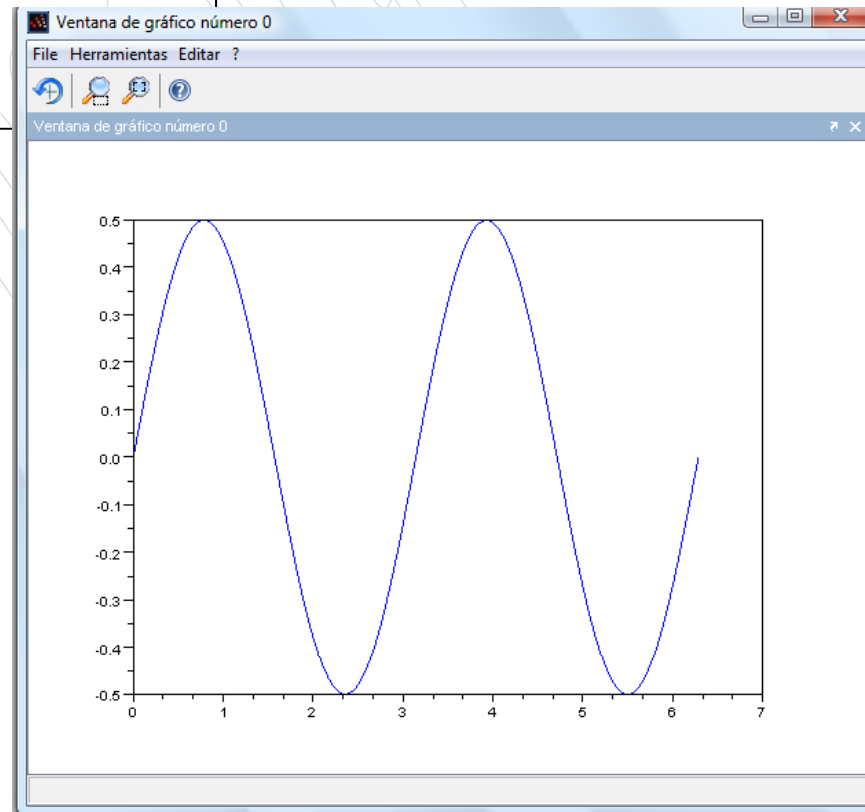 Ventana de gráfico número 0
File Herramientas Editar ?
Ventana de gráfico número 0
0.5
0.4
0.3
0.2
0.1
0.0
-0.1
-0.2
-0.3
-0.4
-0.5
0 1 2 3 4 5 6 7